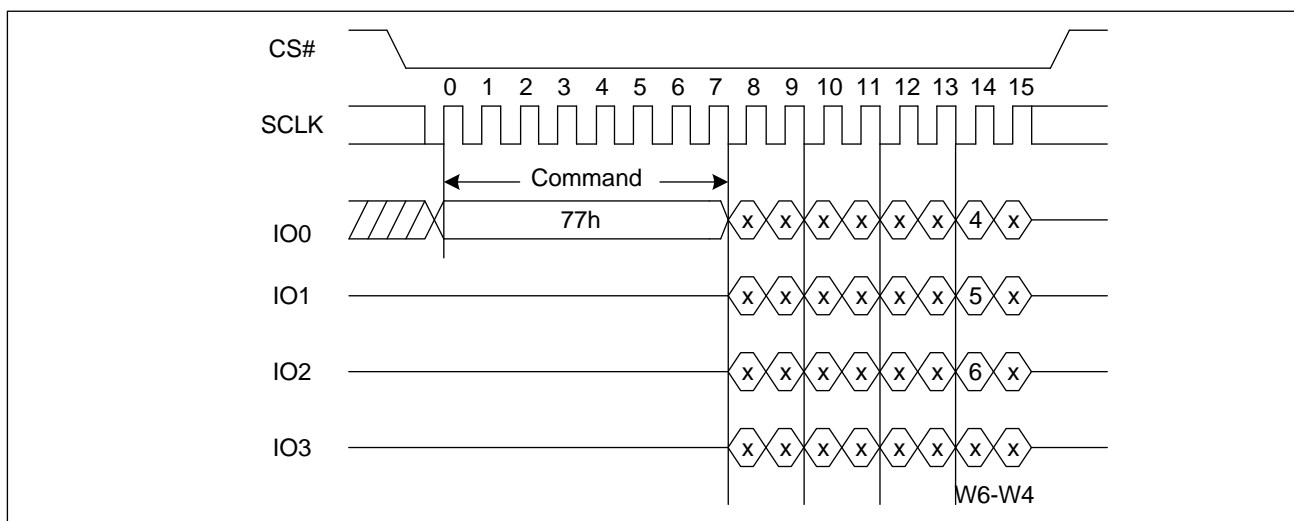 CS#
0 1 2 3 4 5 6 7 8 9 10 11 12 13 14 15
SCLK
Command
IO0 77h x x x x x x 4 x
IO1 x x x x x x 5 x
IO2 x x x x x x 6 x
IO3 x x x x x x x x
W6-W4